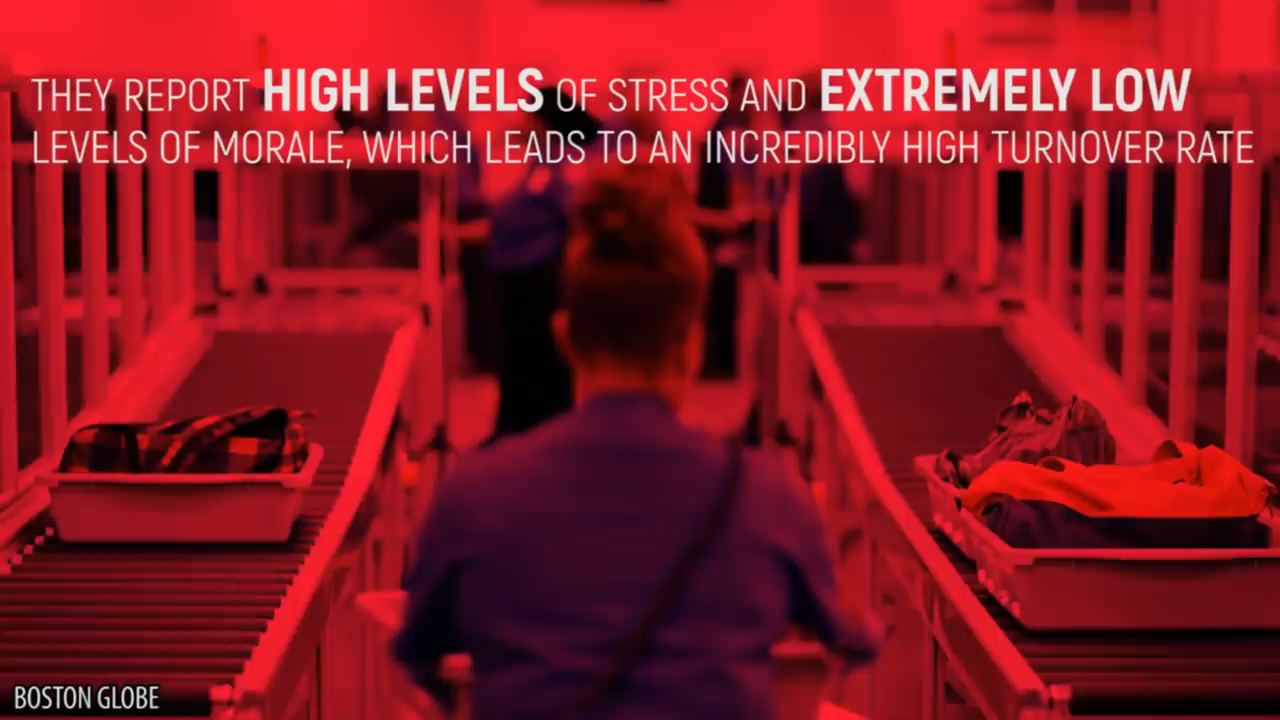 THEY REPORT HIGH LEVELS OF STRESS AND EXTREMELY LOW
LEVELS OF MORALE, WHICH LEADS TO AN INCREDIBLY HIGH TURNOVER RATE
BOSTON GLOBE